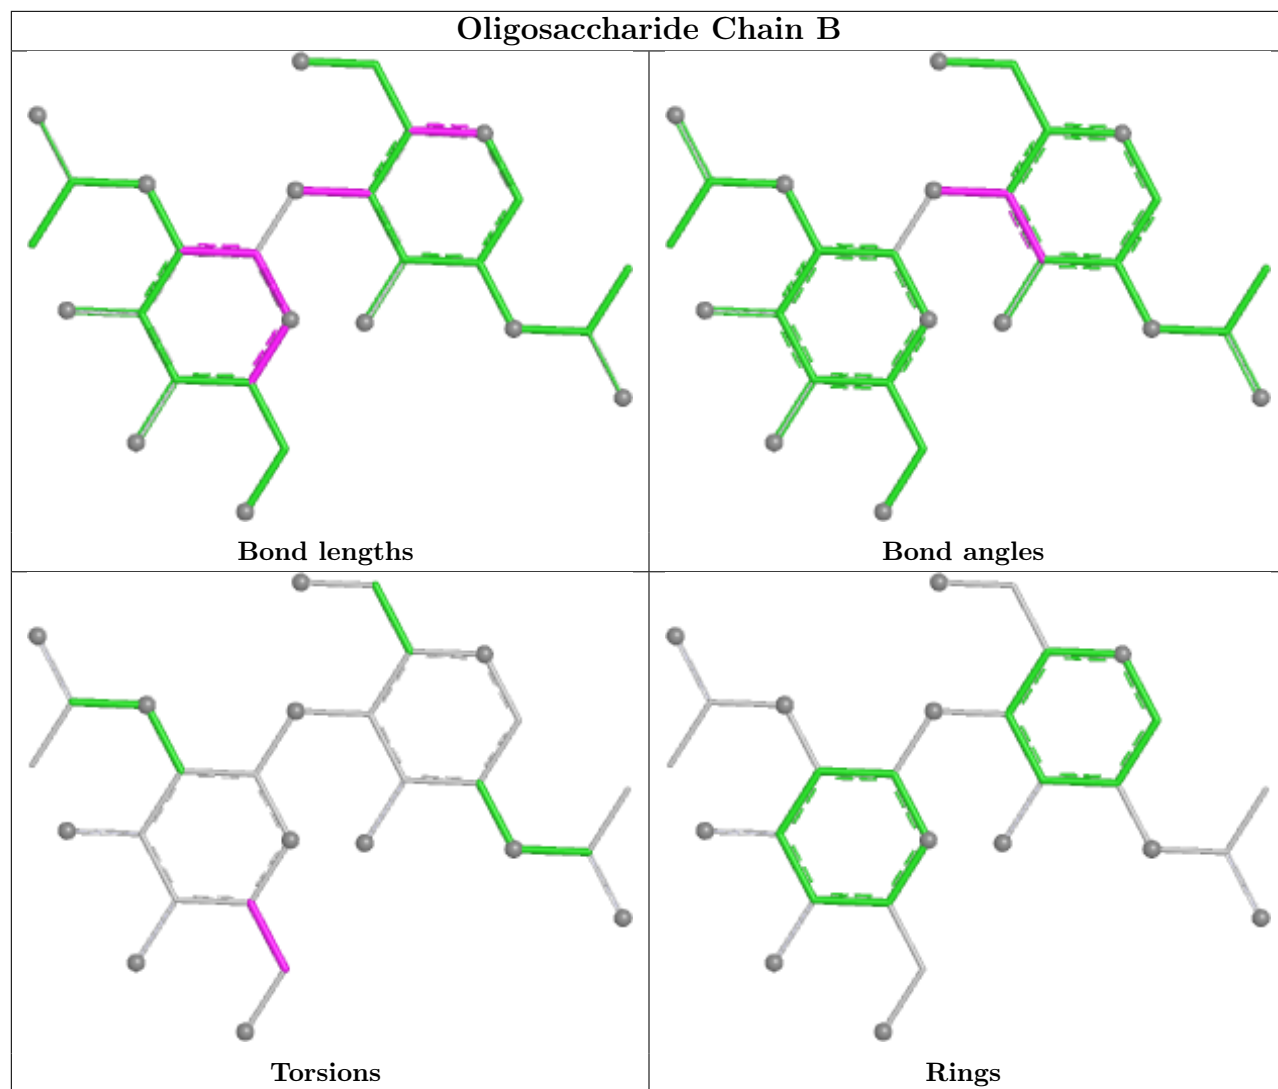 Oligosaccharide Chain B
Bond lengths
Bond angles
Torsions
Rings